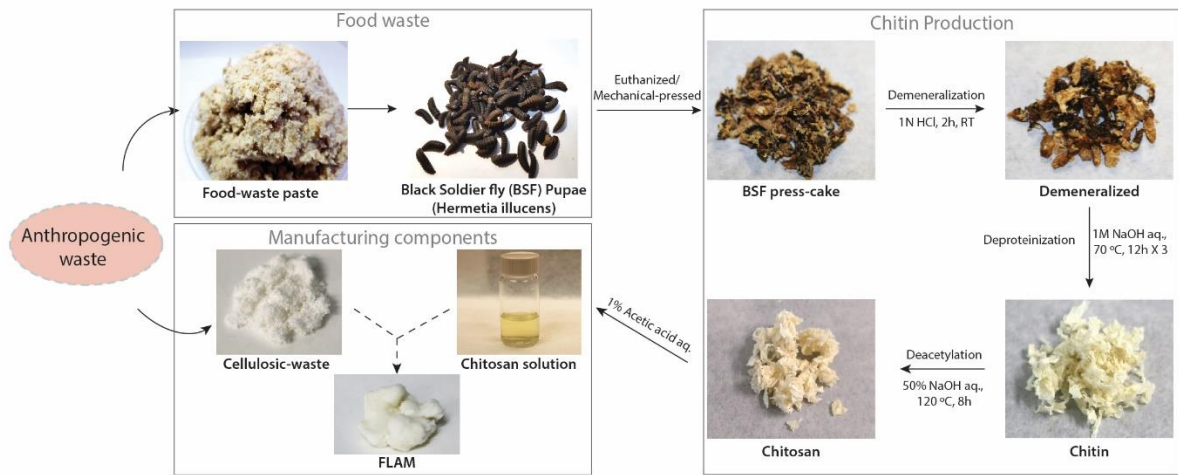 Food waste
Food-waste paste
Black Soldier fly (BSF) Pupae
(Hermetia illucens)
Euthanized/
Mechanical-pressed
Chitin Production
BSF press-cake
Demeneralization
1N HCl, 2h, RT
Demeneralized
Deproteinization
1M NaOH aq.,
70 ºC, 12h X 3
Chitin
Deacetylation
50% NaOH aq.,
120 ºC, 8h
Chitosan
1% Acetic acid aq.
Anthropogenic
waste
Manufacturing components
Cellulosic-waste
Chitosan solution
FLAM